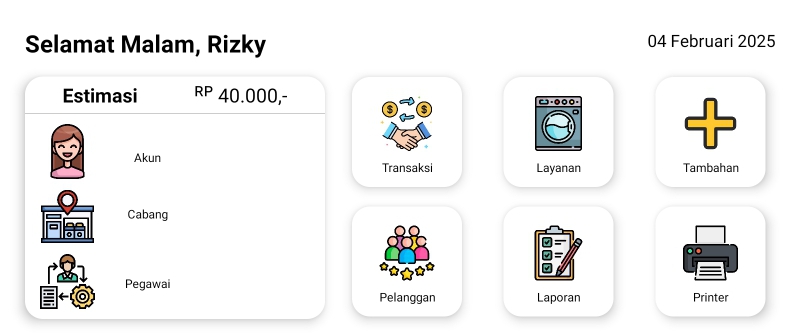 Selamat Malam, Rizky
04 Februari 2025
Estimasi RP 40.000,-
Akun
Cabang
Pegawai
Transaksi Layanan Tambahan
Pelanggan Laporan Printer